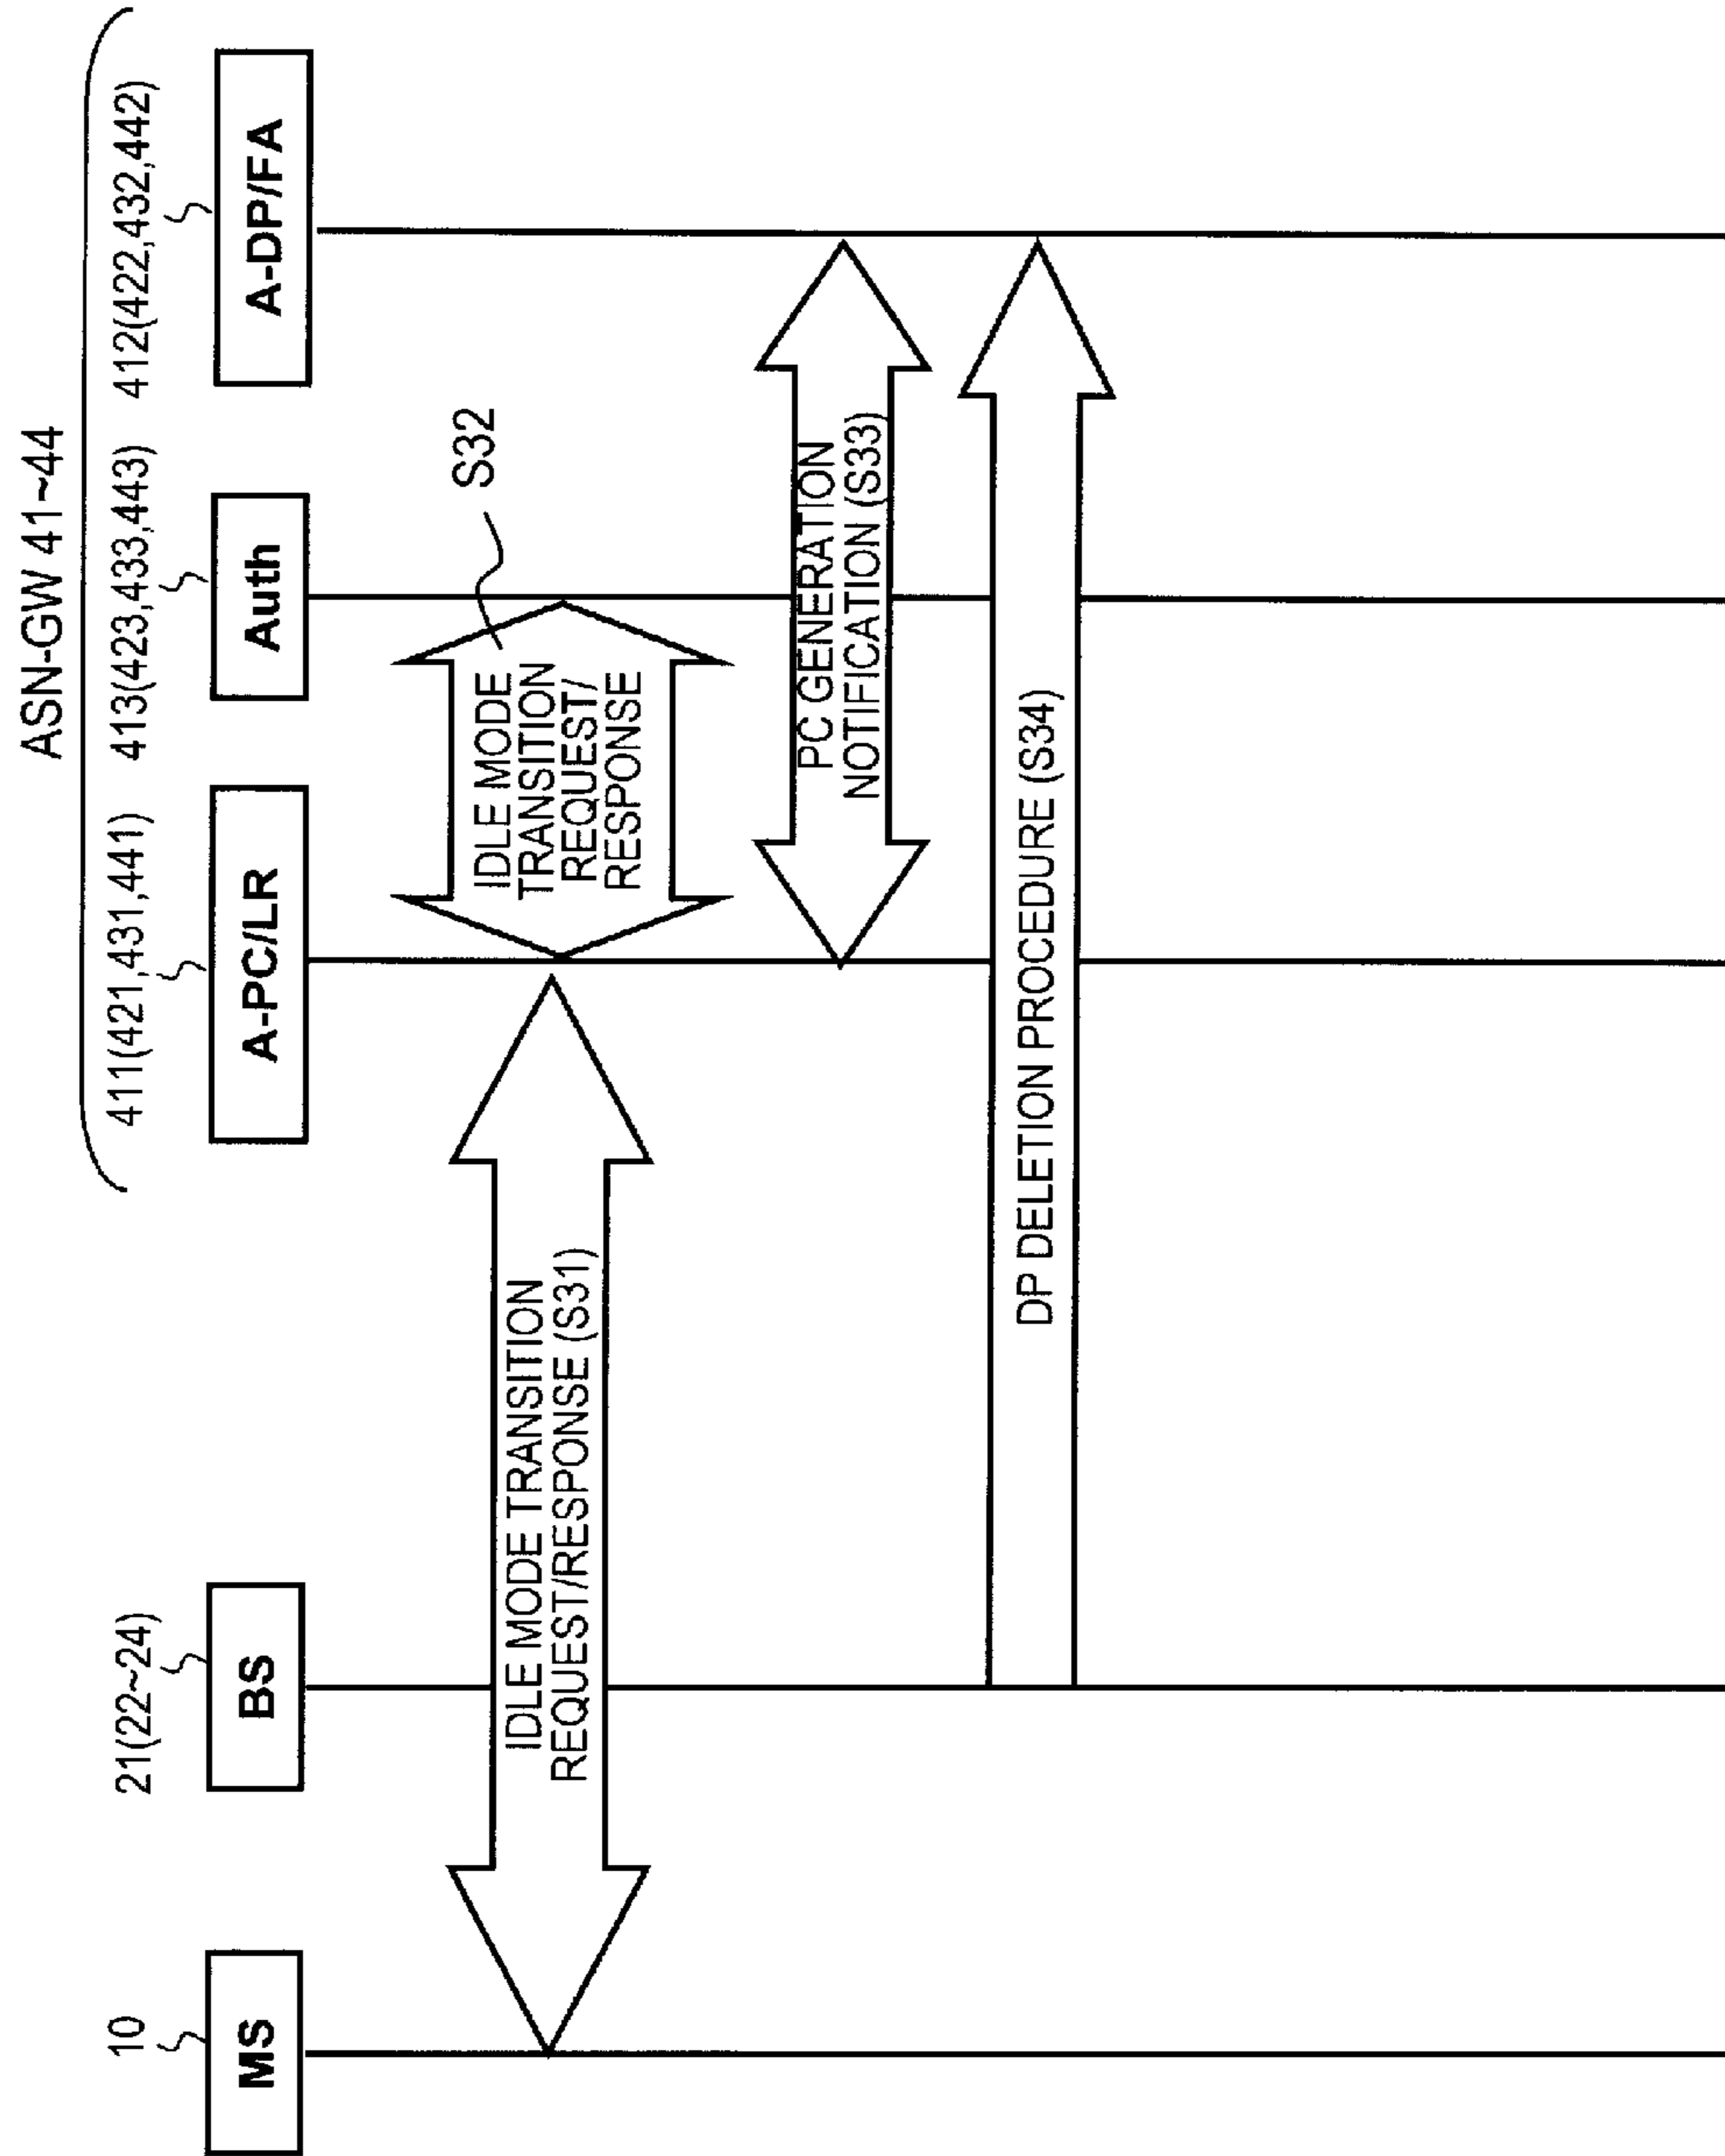 ASN-GW 41~44
10
21(22~24)
411(421,431,441)
413(423,433,443)
412(422,432,442)
MS
BS
A-PC/LR
Auth
A-DP/FA
IDLE MODE TRANSITION
REQUEST/RESPONSE (S31)
IDLE MODE
TRANSITION
REQUEST/
RESPONSE
S32
PC GENERATION
NOTIFICATION (S33)
DP DELETION PROCEDURE (S34)